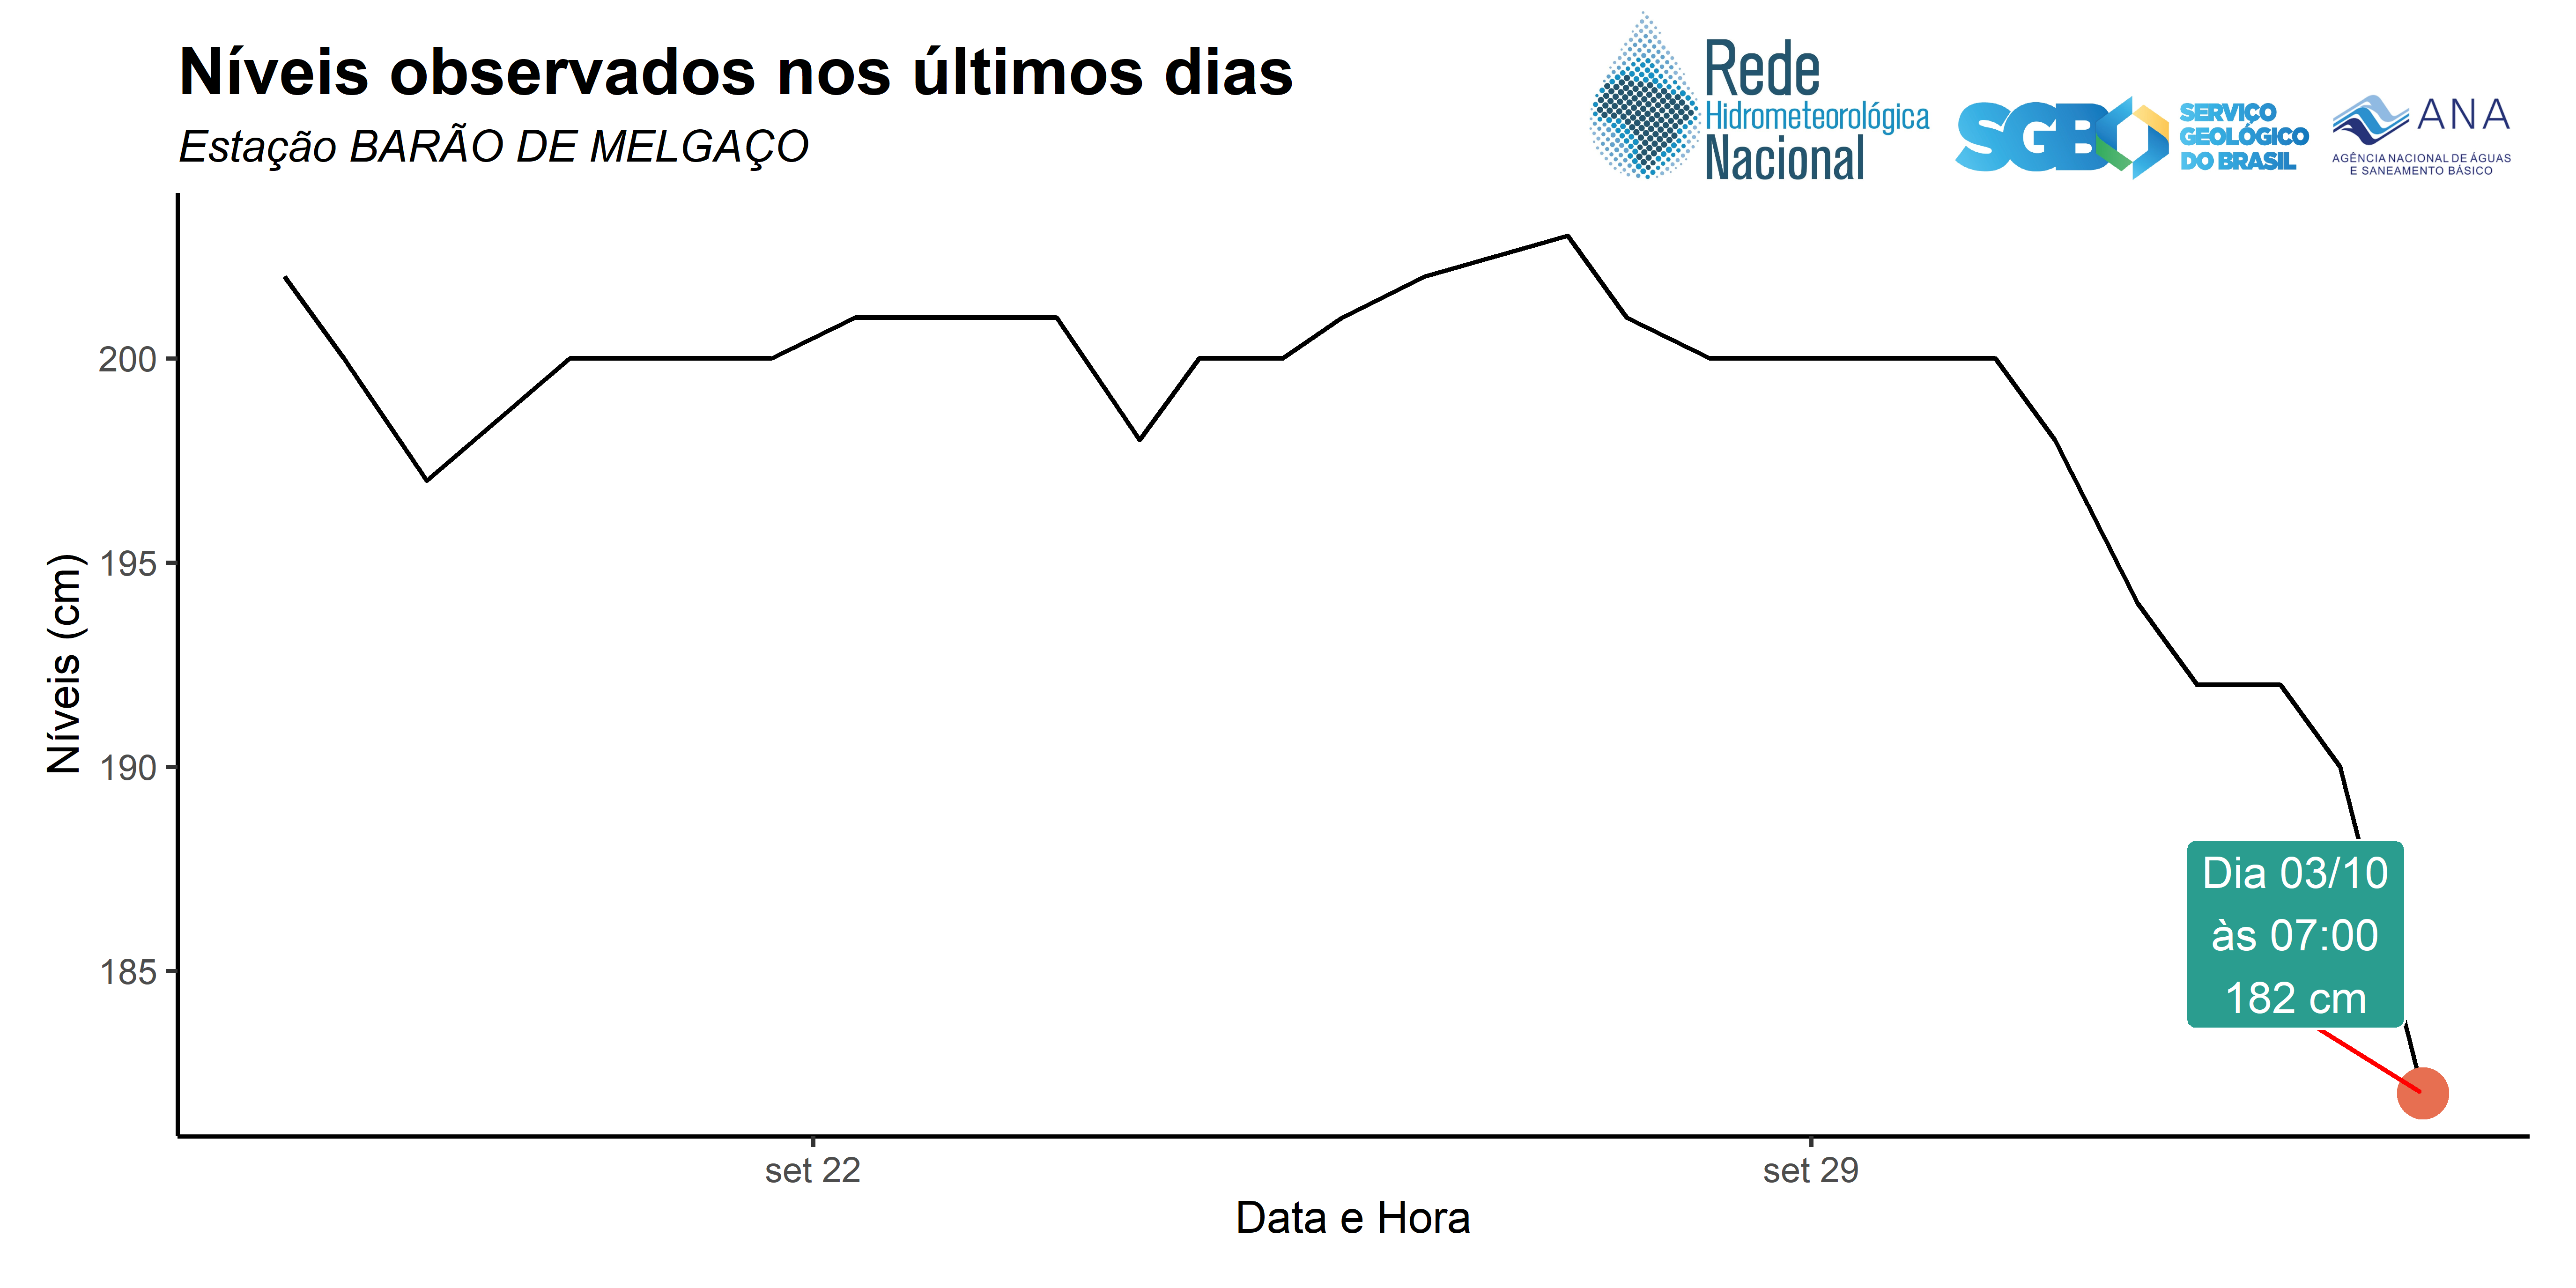 Níveis observados nos últimos dias
Estação BARÃO DE MELGAÇO
Rede
Hidrometeorológica
Nacional
SGB
SERVIÇO
GEOLÓGICO
DO BRASIL
ANA
AGÊNCIA NACIONAL DE ÁGUAS
E SANEAMENTO BÁSICO
Níveis (cm)
200
195
190
185
Dia 03/10
às 07:00
182 cm
set 22
set 29
Data e Hora